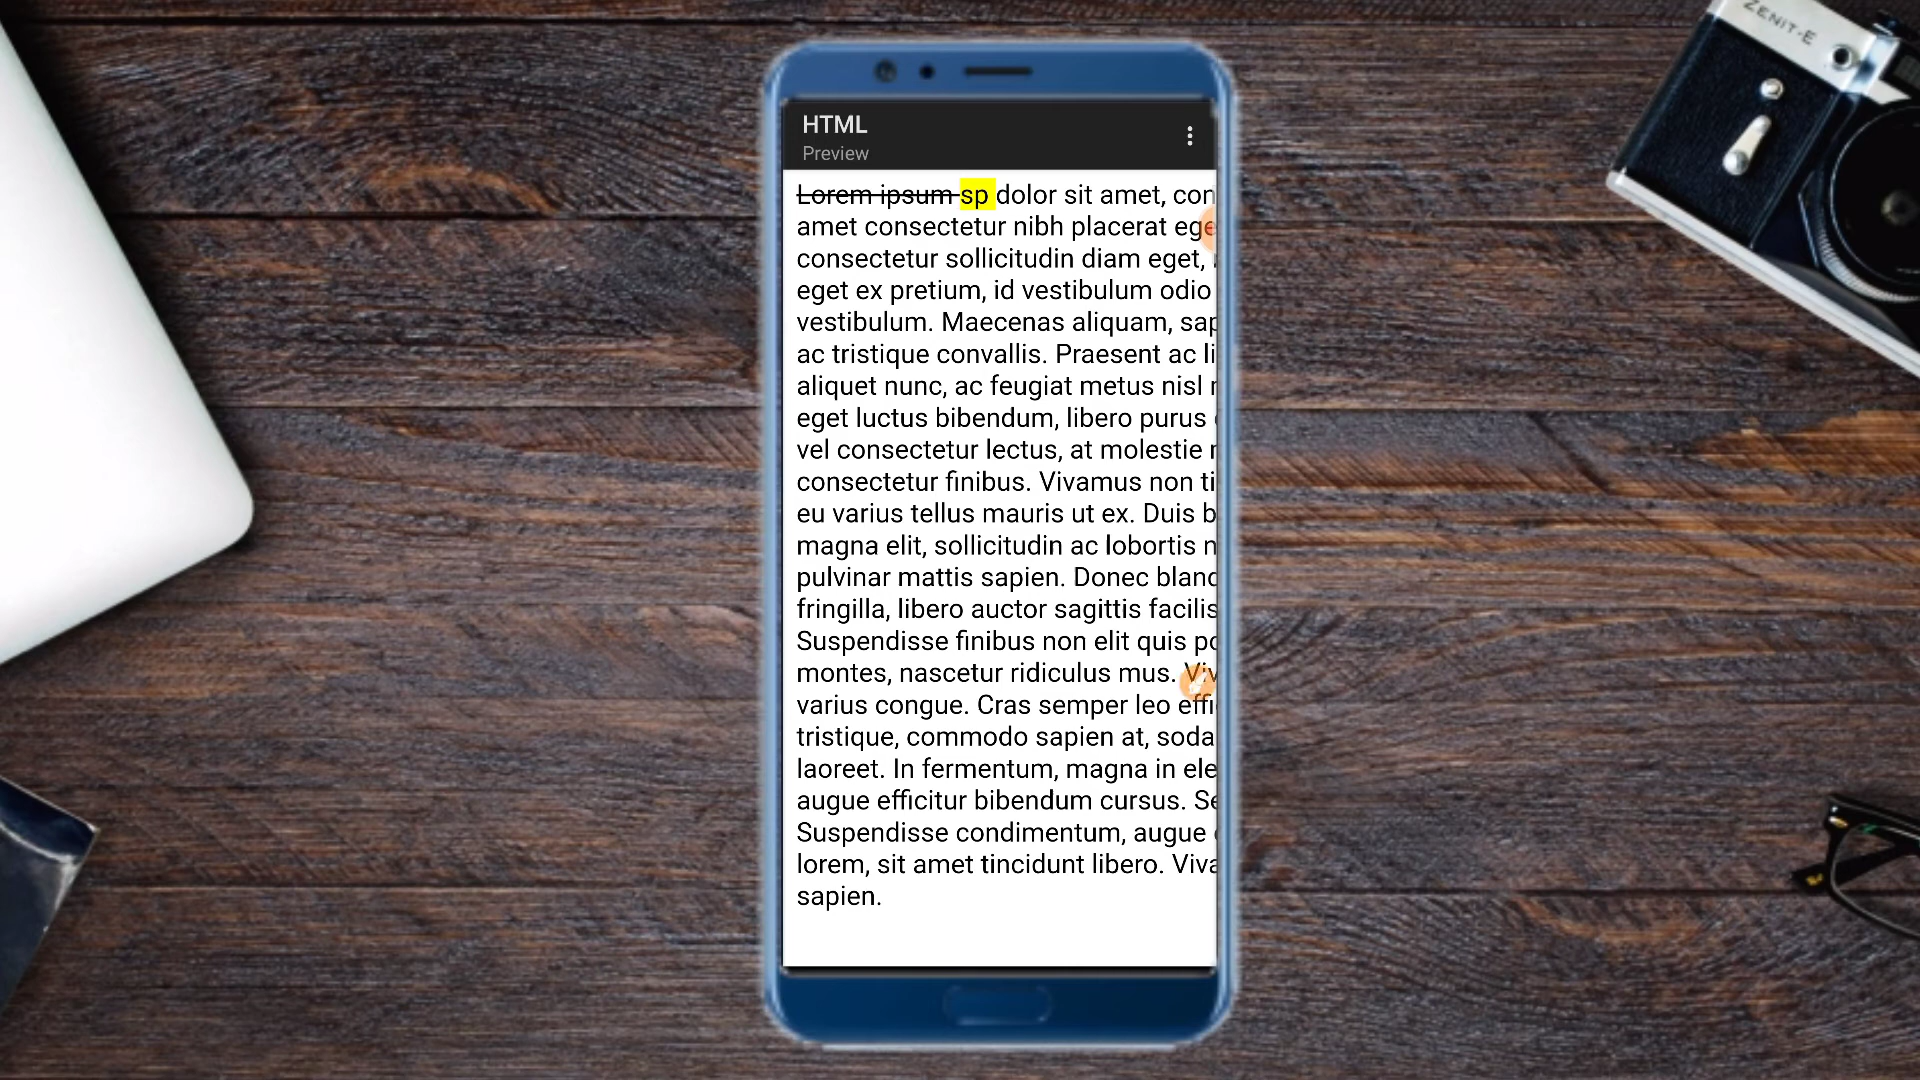 ZENIT-E
HTML
Preview
Lorem ipsum sp dolor sit amet, con
amet consectetur nibh placerat ege
consectetur sollicitudin diam eget,
eget ex pretium, id vestibulum odio
vestibulum. Maecenas aliquam, sap
ac tristique convallis. Praesent ac li
aliquet nunc, ac feugiat metus nisl
eget luctus bibendum, libero purus
vel consectetur lectus, at molestie
consectetur finibus. Vivamus non ti
eu varius tellus mauris ut ex. Duis b
magna elit, sollicitudin ac lobortis
pulvinar mattis sapien. Donec bland
fringilla, libero auctor sagittis facilis
Suspendisse finibus non elit quis po
montes, nascetur ridiculus mus. Viv
varius congue. Cras semper leo effi
tristique, commodo sapien at, soda
laoreet. In fermentum, magna in ele
augue efficitur bibendum cursus. Se
Suspendisse condimentum, augue
lorem, sit amet tincidunt libero. Viva
sapien.